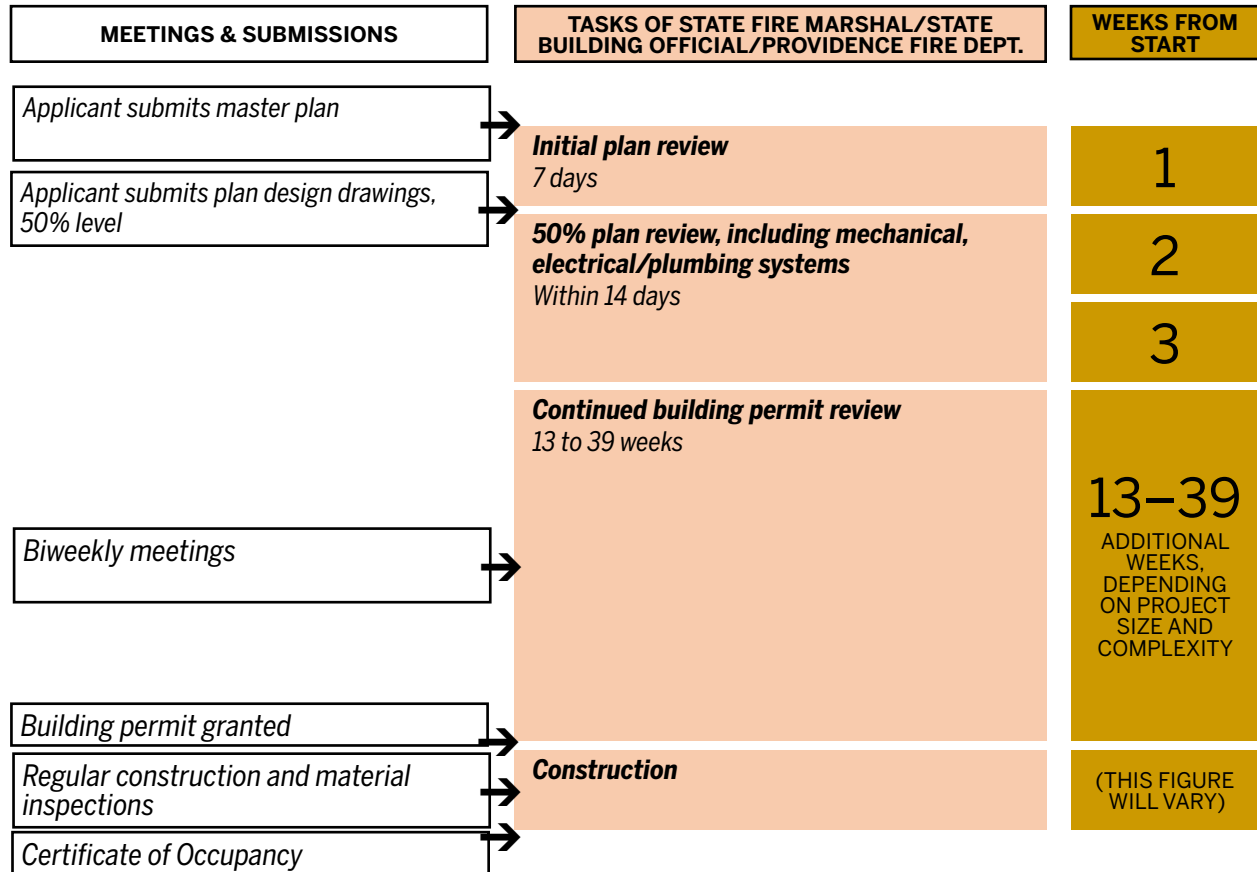 MEETINGS & SUBMISSIONS
TASKS OF STATE FIRE MARSHAL/STATE
BUILDING OFFICIAL/PROVIDENCE FIRE DEPT.
WEEKS FROM
START
Applicant submits master plan
Initial plan review
7 days
1
Applicant submits plan design drawings,
50% level
50% plan review, including mechanical,
electrical/plumbing systems
Within 14 days
2
3
Continued building permit review
13 to 39 weeks
13–39
ADDITIONAL
WEEKS,
DEPENDING
ON PROJECT
SIZE AND
COMPLEXITY
Biweekly meetings
Building permit granted
Regular construction and material
inspections
Construction
(THIS FIGURE
WILL VARY)
Certificate of Occupancy